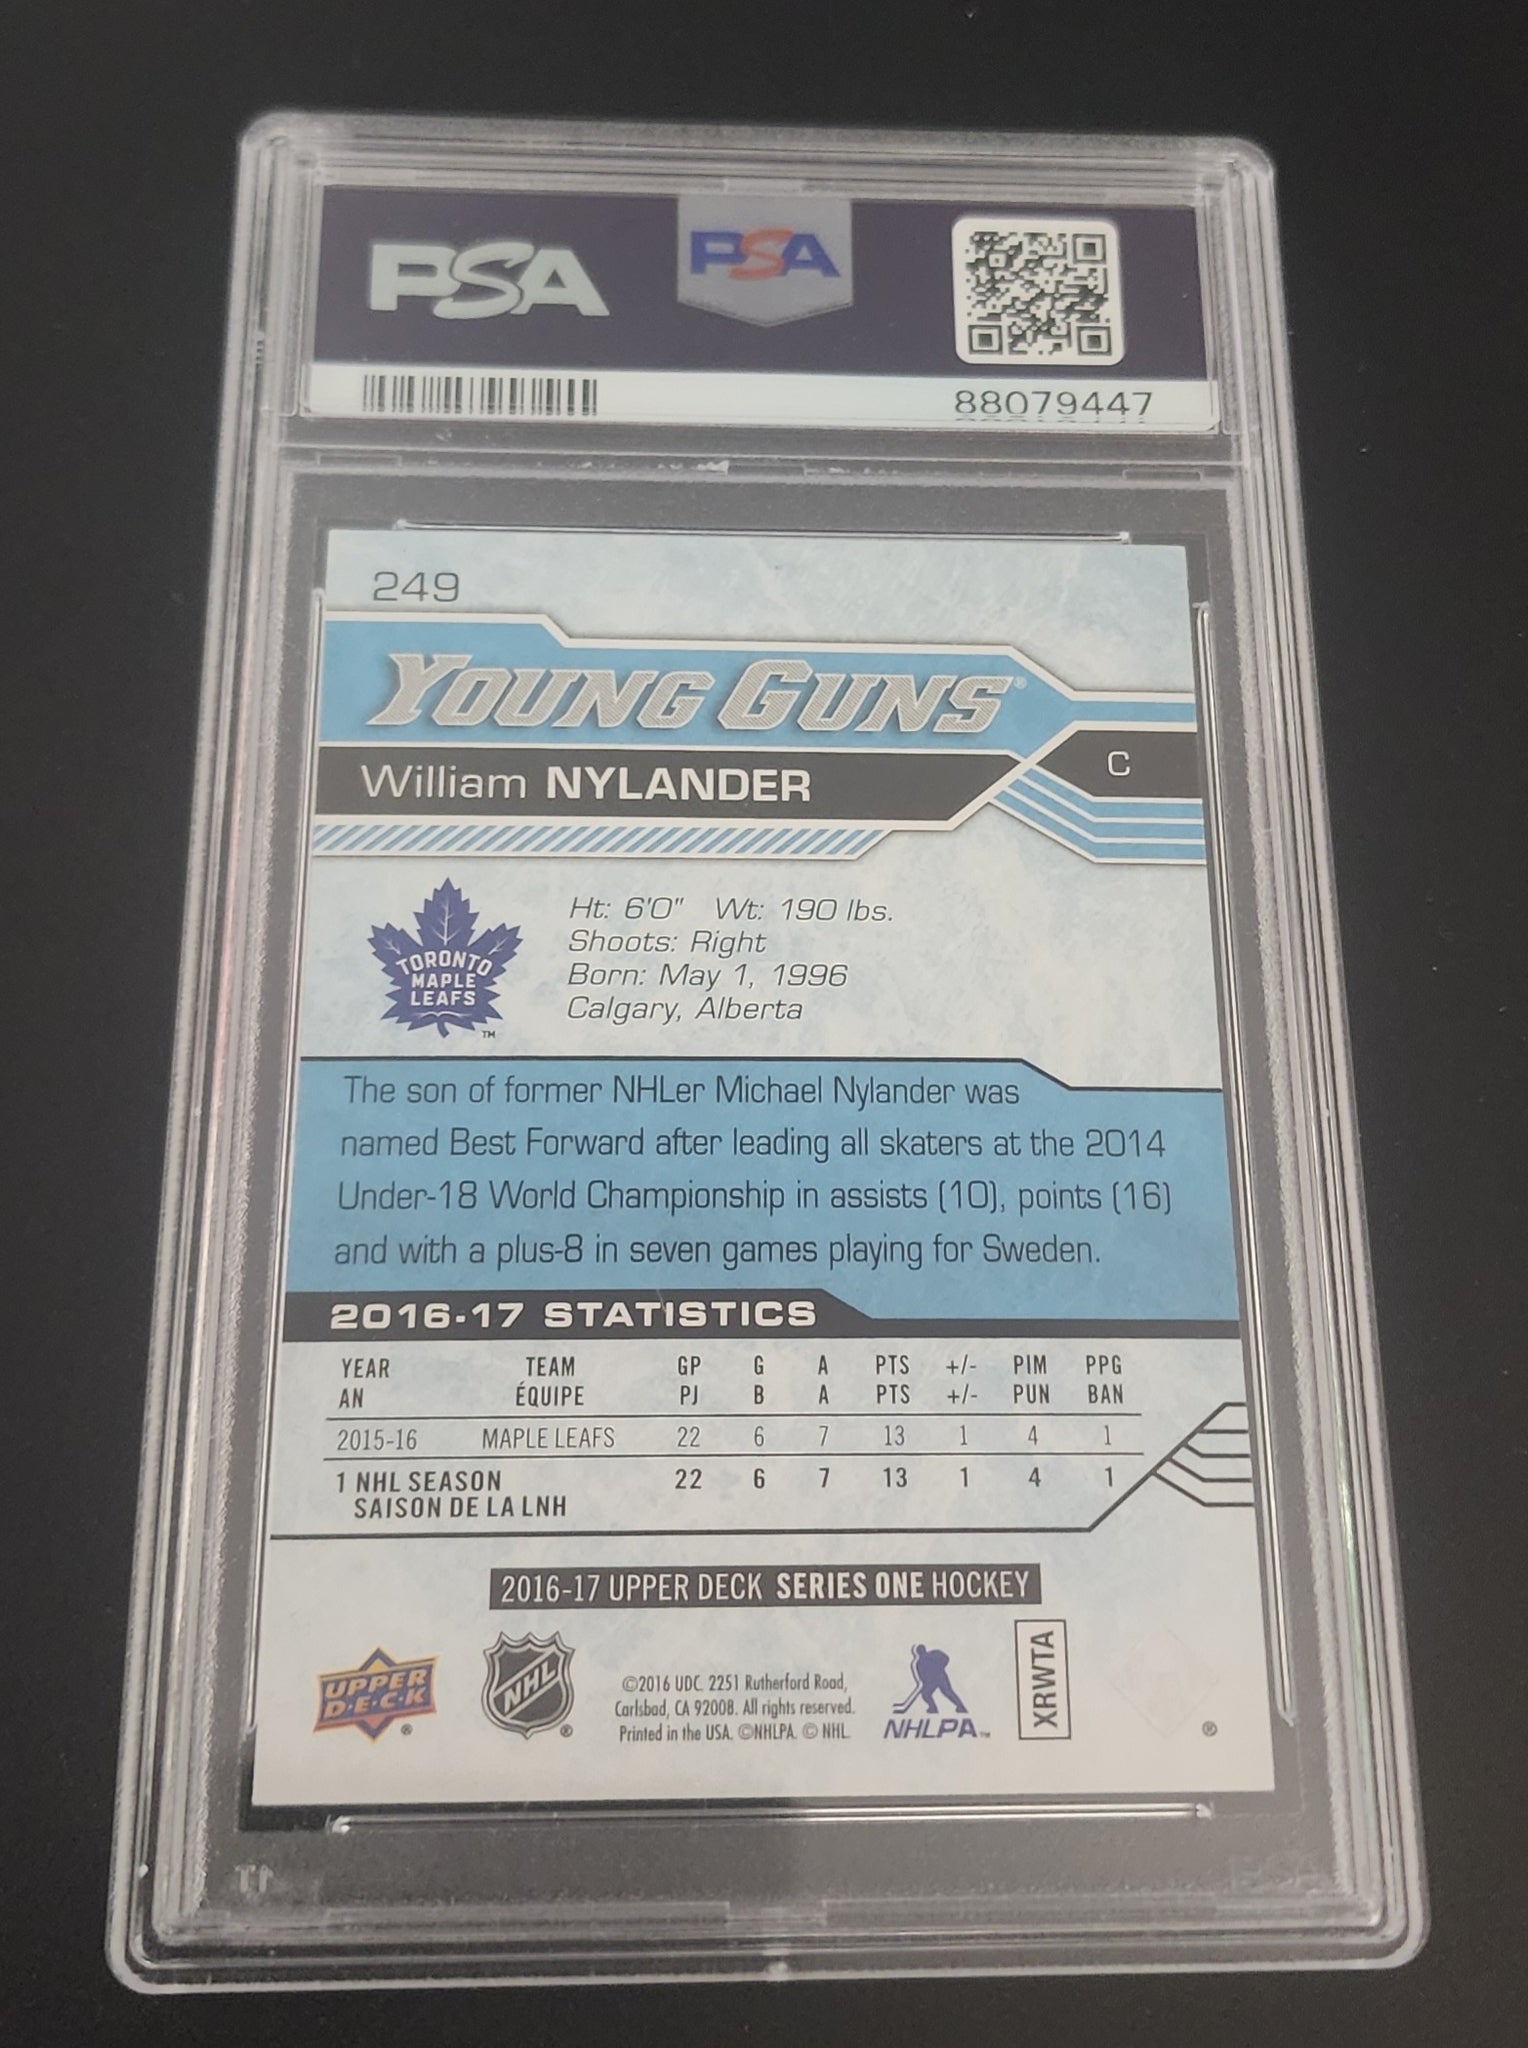 PSA
PSA
88079447
249
YOUNG GUNS®
William NYLANDER
C
TORONTO
MAPLE
LEAFS
TM
Ht: 6'0" Wt: 190 lbs.
Shoots: Right
Born: May 1, 1996
Calgary, Alberta
The son of former NHLer Michael Nylander was
named Best Forward after leading all skaters at the 2014
Under-18 World Championship in assists (10), points (16)
and with a plus-8 in seven games playing for Sweden.
2016-17 STATISTICS
YEAR TEAM GP G A PTS +/- PIM PPG
AN ÉQUIPE PJ B A PTS +/- PUN BAN
2015-16 MAPLE LEAFS 22 6 7 13 1 4 1
1 NHL SEASON 22 6 7 13 1 4 1
SAISON DE LA LNH
2016-17 UPPER DECK SERIES ONE HOCKEY
UPPER
D·E·C·K
®
NHL
®
©2016 UDC. 2251 Rutherford Road,
Carlsbad, CA 92008. All rights reserved.
Printed in the USA. ©NHLPA. © NHL.
NHLPA™
XRWTA
®